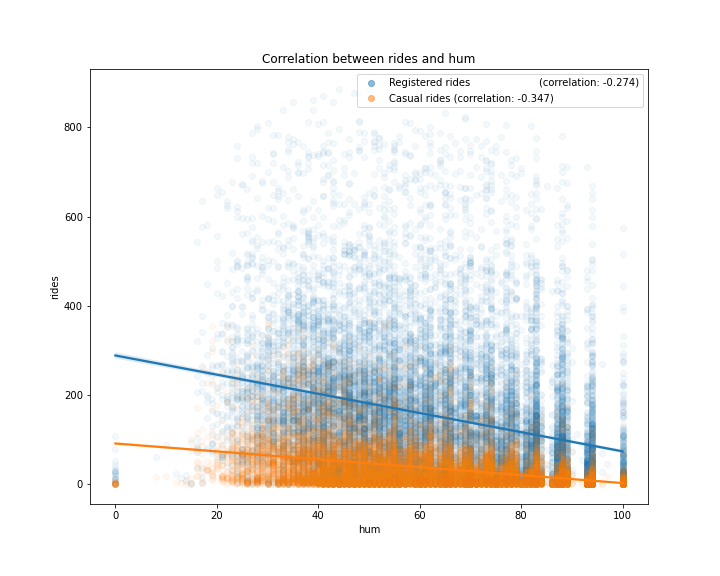 Correlation between rides and hum
Registered rides (correlation: -0.274)
Casual rides (correlation: -0.347)
800
600
400
200
0
rides
0 20 40 60 80 100
hum